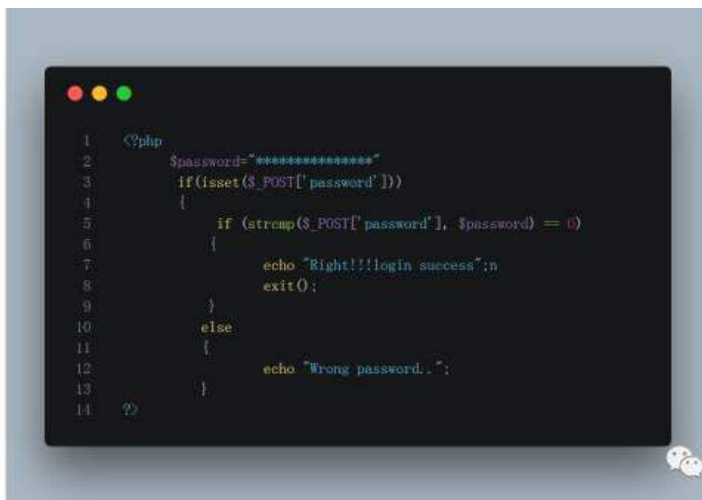 1 <?php
2 $password="***************"
3 if(isset($_POST['password']))
4 {
5 if (strcmp($_POST['password'], $password) == 0)
6 {
7 echo "Right!!!login success";n
8 exit();
9 }
10 else
11 {
12 echo "Wrong password..";
13 }
14 ?>